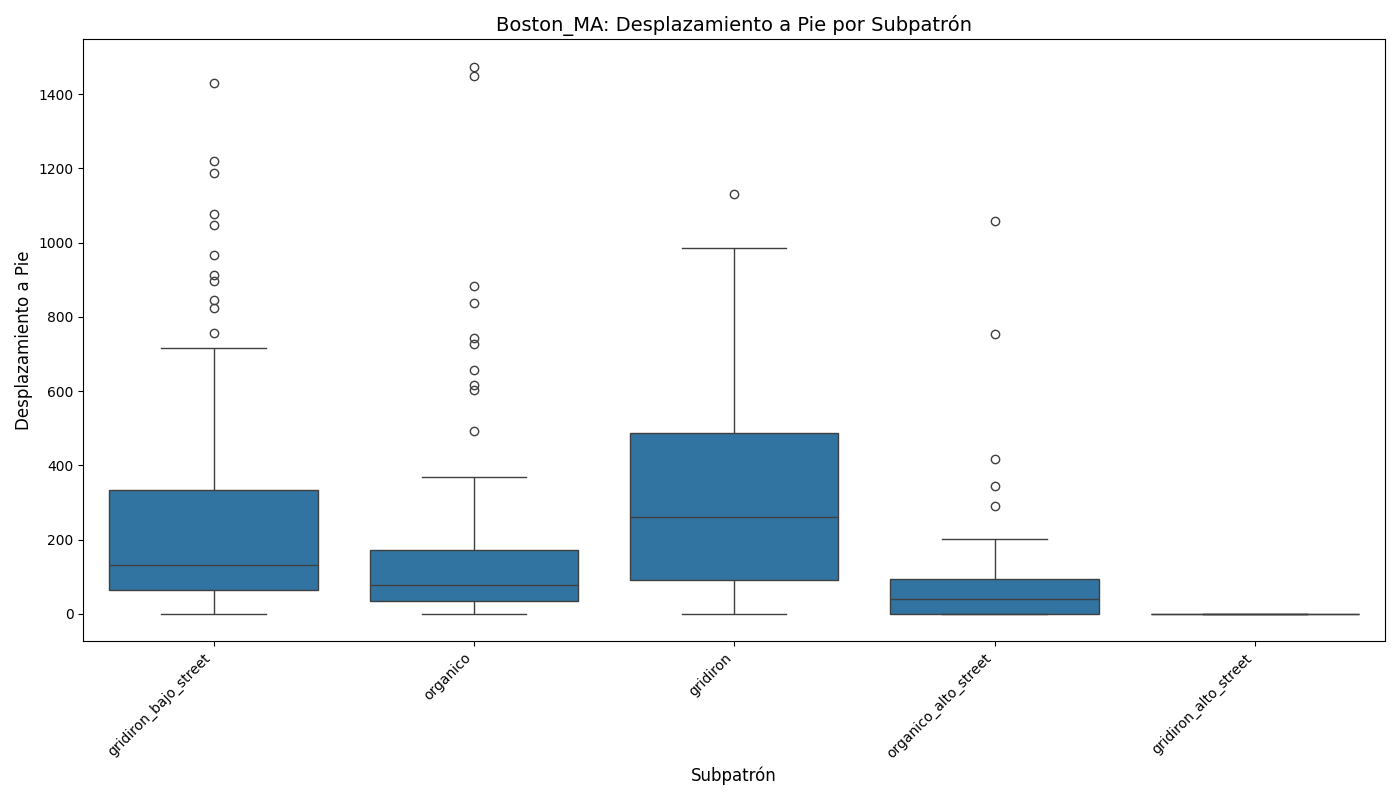 Boston_MA: Desplazamiento a Pie por Subpatrón
Desplazamiento a Pie
1400
1200
1000
800
600
400
200
0
gridiron_bajo_street
organico
gridiron
organico_alto_street
gridiron_alto_street
Subpatrón